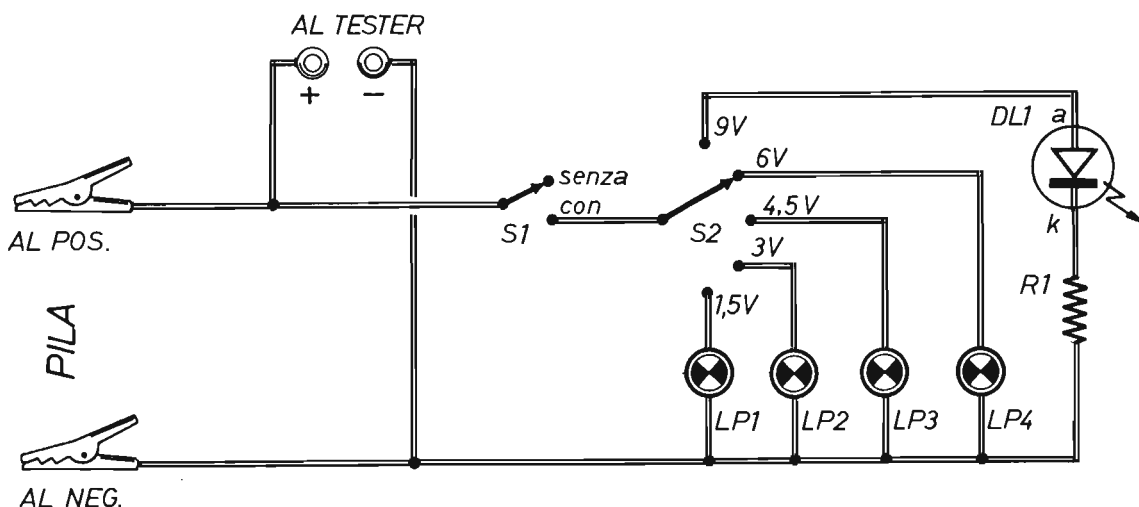 AL TESTER
+ −
9V
DL1 a
6V
senza
con
4,5V
S1
S2
k
AL POS.
3V
R1
1,5V
PILA
LP1
LP2
LP3
LP4
AL NEG.